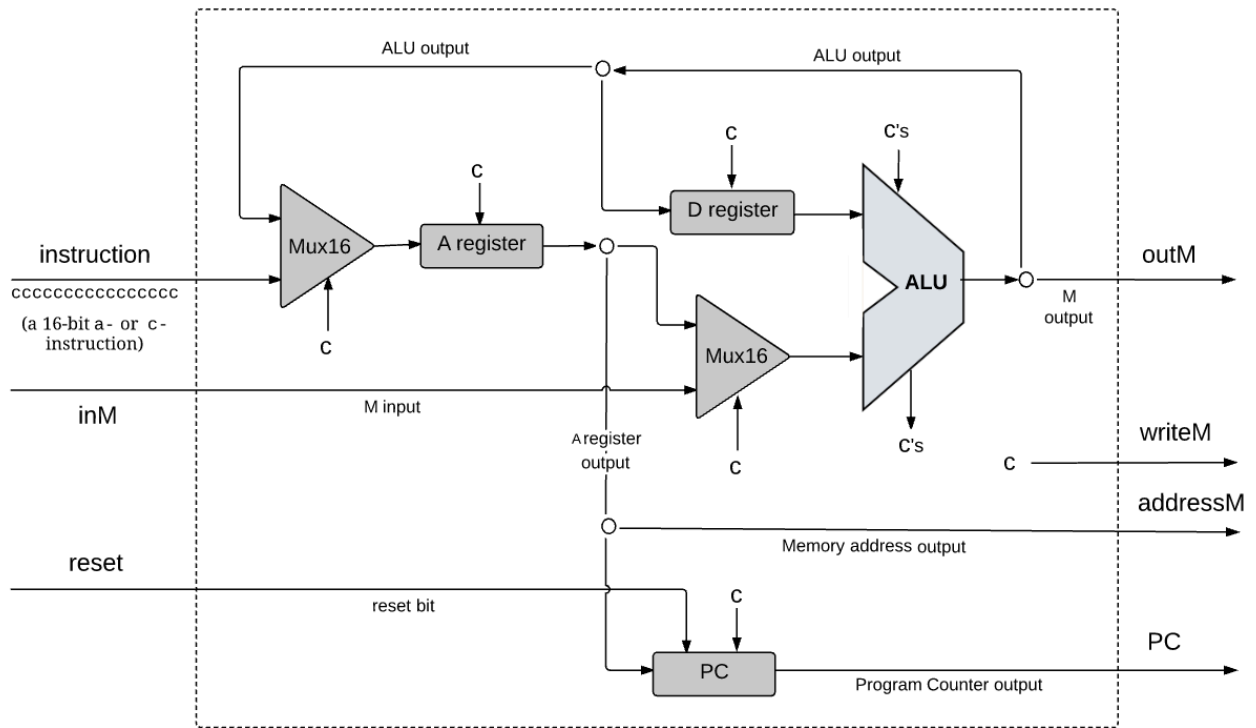 ALU output
ALU output
c
c's
c
D register
Mux16
A register
instruction
cccccccccccccccc
(a 16-bit a- or c-
instruction)
c
ALU
outM
M
output
Mux16
inM
M input
A register
output
c
c's
c
writeM
addressM
Memory address output
reset
reset bit
c
PC
PC
Program Counter output